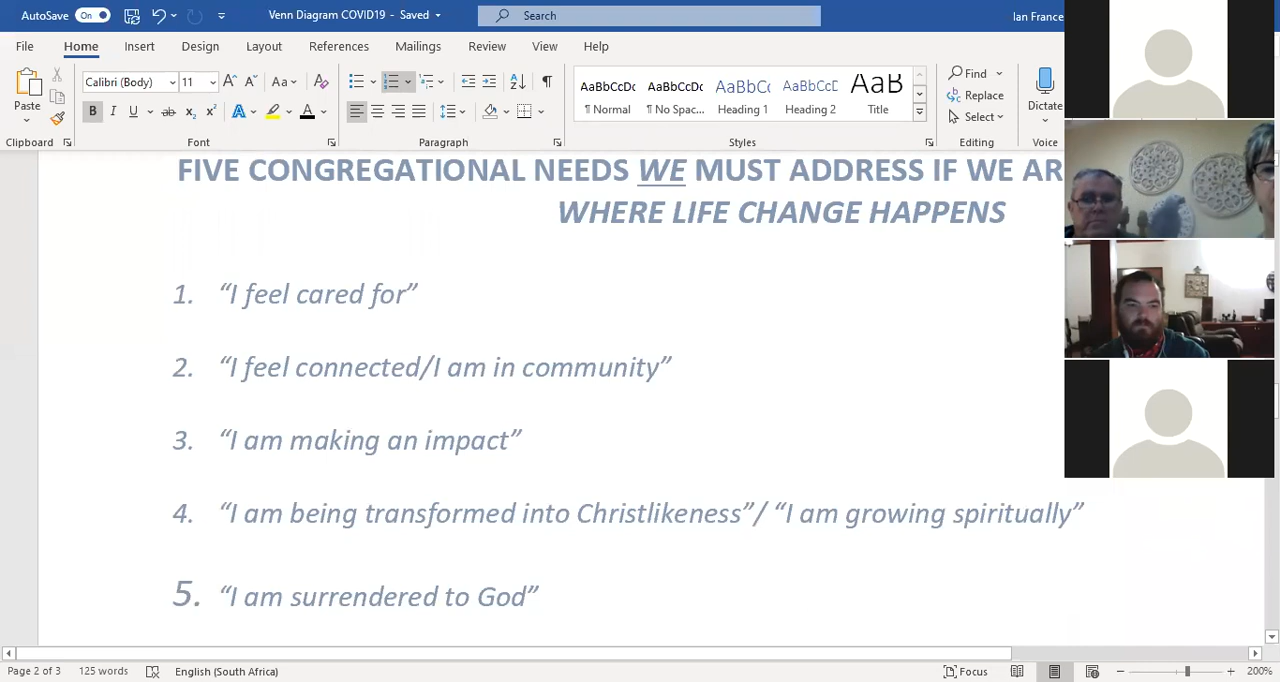 AutoSave On Venn Diagram COVID19 - Saved Search Ian France
File Home Insert Design Layout References Mailings Review View Help
Paste Calibri (Body) 11 Aa AaBbCcDc AaBbCcDc AaBbCc AaBbCcD AaB Find Replace Select Dictate
B I U ab x₂ x² A A ¶ Normal ¶ No Spac... Heading 1 Heading 2 Title
Clipboard Font Paragraph Styles Editing Voice
FIVE CONGREGATIONAL NEEDS WE MUST ADDRESS IF WE AR
WHERE LIFE CHANGE HAPPENS
1. “I feel cared for”
2. “I feel connected/I am in community”
3. “I am making an impact”
4. “I am being transformed into Christlikeness”/ “I am growing spiritually”
5. “I am surrendered to God”
Page 2 of 3 125 words English (South Africa) Focus 200%